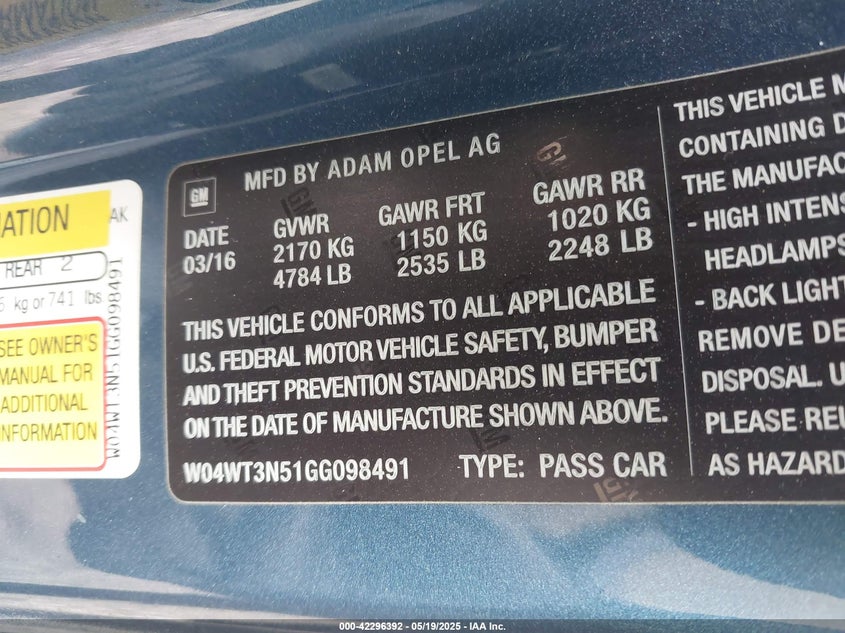 MATION
AK
REAR 2
kg or 741 lbs
SEE OWNER'S
MANUAL FOR
ADDITIONAL
INFORMATION
W04WT3N51GG098491
GM
MFD BY ADAM OPEL AG
DATE GVWR GAWR FRT GAWR RR
03/16 2170 KG 1150 KG 1020 KG
4784 LB 2535 LB 2248 LB
THIS VEHICLE CONFORMS TO ALL APPLICABLE
U.S. FEDERAL MOTOR VEHICLE SAFETY, BUMPER
AND THEFT PREVENTION STANDARDS IN EFFECT
ON THE DATE OF MANUFACTURE SHOWN ABOVE.
W04WT3N51GG098491 TYPE: PASS CAR
THIS VEHICLE M
CONTAINING D
THE MANUFAC
- HIGH INTENS
HEADLAMPS
- BACK LIGHT
REMOVE DE
DISPOSAL. U
PLEASE REU
AS HAZARD
000-42296392 - 05/19/2025 - IAA Inc.